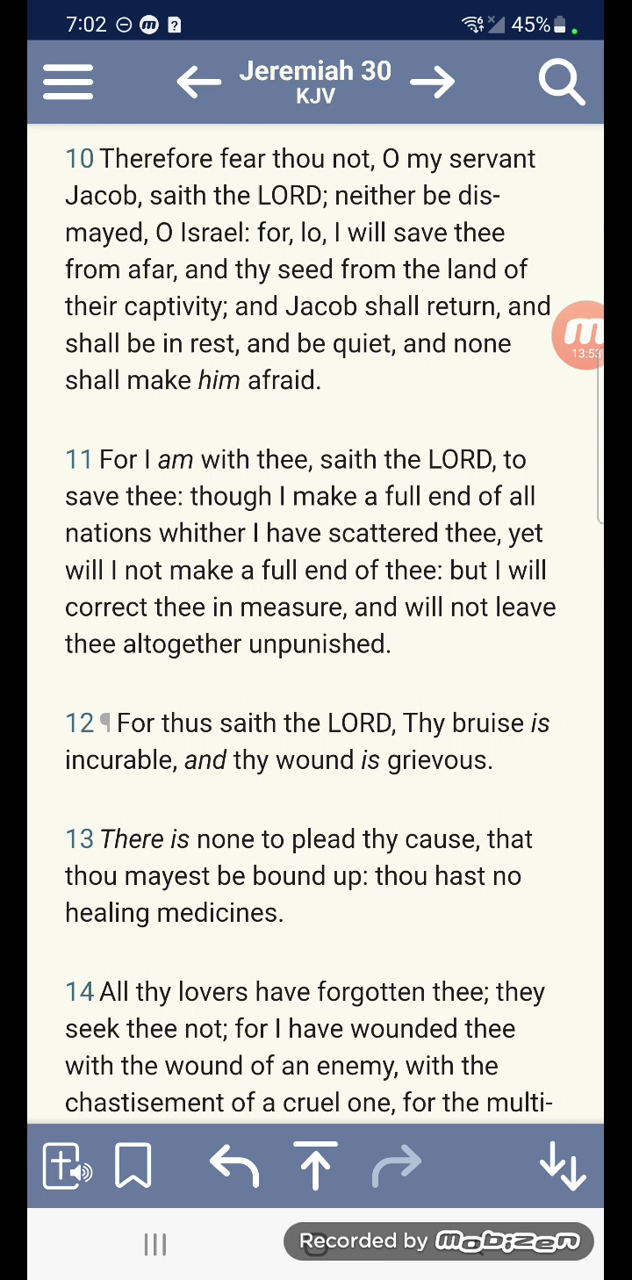 7:02 m ? 6 45%
Jeremiah 30
KJV
10 Therefore fear thou not, O my servant
Jacob, saith the LORD; neither be dis-
mayed, O Israel: for, lo, I will save thee
from afar, and thy seed from the land of
their captivity; and Jacob shall return, and
shall be in rest, and be quiet, and none
shall make him afraid.
m
13:53
11 For I am with thee, saith the LORD, to
save thee: though I make a full end of all
nations whither I have scattered thee, yet
will I not make a full end of thee: but I will
correct thee in measure, and will not leave
thee altogether unpunished.
12 ¶ For thus saith the LORD, Thy bruise is
incurable, and thy wound is grievous.
13 There is none to plead thy cause, that
thou mayest be bound up: thou hast no
healing medicines.
14 All thy lovers have forgotten thee; they
seek thee not; for I have wounded thee
with the wound of an enemy, with the
chastisement of a cruel one, for the multi-
Recorded by mobizen